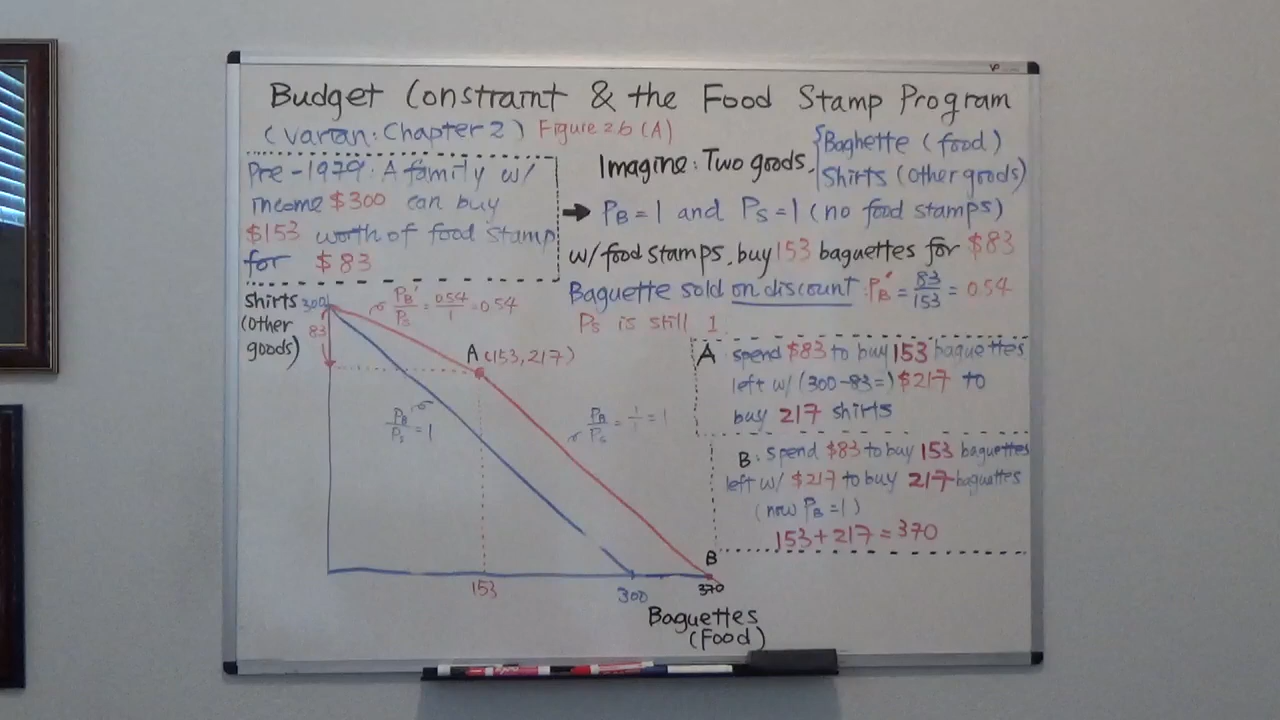 Budget Constraint & the Food Stamp Program
(Varian: Chapter 2) Figure 2.6 (A)
Pre-1979: A family w/
income $300 can buy
$153 worth of food stamp
for $83
Imagine: Two goods.
Baghette (food)
Shirts (Other goods)
PB = 1 and PS = 1 (no food stamps)
w/ food stamps, buy 153 baguettes for $83
Baguette sold on discount: PB' = 83/153 = 0.54
PS is still 1
Shirts
(Other
goods)
300
83
PB'/PS = 0.54/1 = 0.54
A (153, 217)
PB/PS = 1
PB/PS = 1/1 = 1
153
300
B
370
Baguettes
(Food)
A spend $83 to buy 153 baguettes
left w/ (300-83=) $217 to
buy 217 shirts
B: spend $83 to buy 153 baguettes
left w/ $217 to buy 217 baguettes
(now PB = 1)
153 + 217 = 370